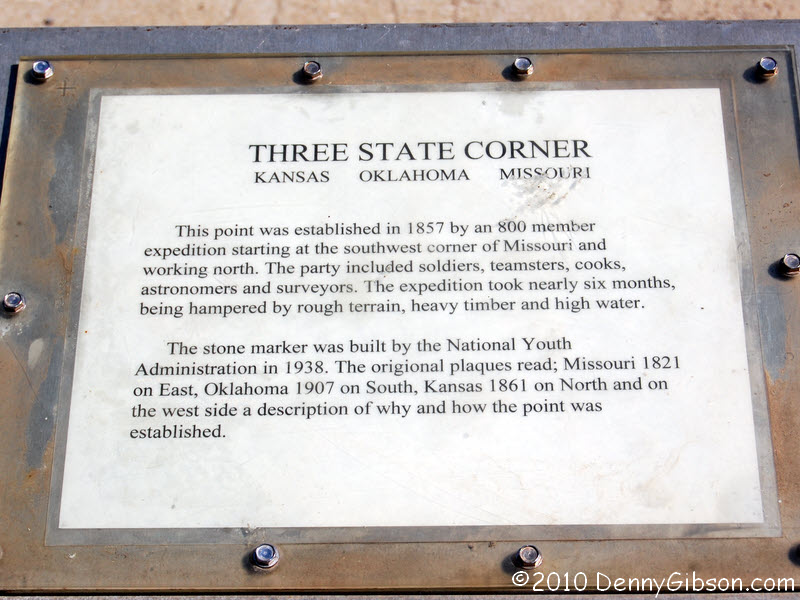 THREE STATE CORNER
KANSAS OKLAHOMA MISSOURI
This point was established in 1857 by an 800 member
expedition starting at the southwest corner of Missouri and
working north. The party included soldiers, teamsters, cooks,
astronomers and surveyors. The expedition took nearly six months,
being hampered by rough terrain, heavy timber and high water.
The stone marker was built by the National Youth
Administration in 1938. The origional plaques read; Missouri 1821
on East, Oklahoma 1907 on South, Kansas 1861 on North and on
the west side a description of why and how the point was
established.
©2010 DennyGibson.com